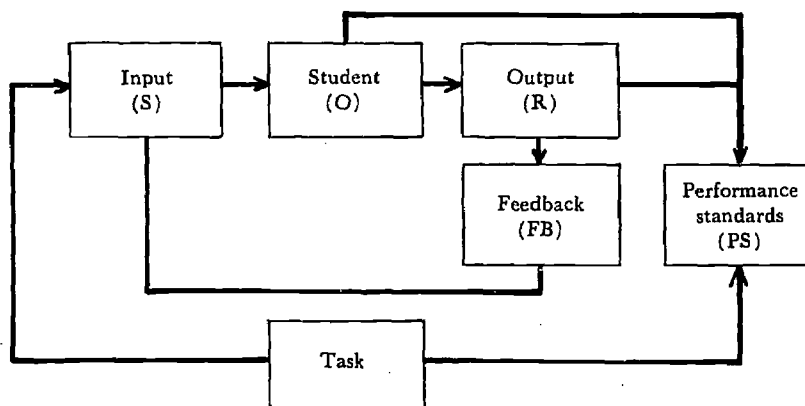 Input
(S)
Student
(O)
Output
(R)
Feedback
(FB)
Performance
standards
(PS)
Task